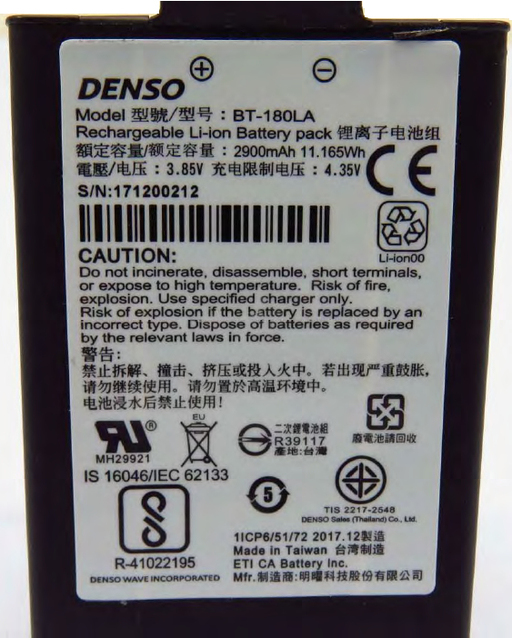 DENSO + -
Model 型號/型号：BT-180LA
Rechargeable Li-ion Battery pack 锂离子电池组
額定容量/额定容量：2900mAh 11.165Wh
電壓/电压：3.85V 充电限制电压：4.35V
CE
S/N:171200212
Li-ion00
CAUTION:
Do not incinerate, disassemble, short terminals,
or expose to high temperature. Risk of fire,
explosion. Use specified charger only.
Risk of explosion if the battery is replaced by an
incorrect type. Dispose of batteries as required
by the relevant laws in force.
警告:
禁止拆解、撞击、挤压或投入火中。若出现严重鼓胀，
请勿继续使用。请勿置於高温环境中。
电池浸水后禁止使用！
RU®
MH29921
EU
二次鋰電池組
R39117
產地:台灣
廢電池請回收
IS 16046/IEC 62133
R-41022195
5
TIS 2217-2548
DENSO Sales (Thailand) Co., Ltd.
1ICP6/51/72 2017.12製造
Made in Taiwan 台湾制造
ETI CA Battery Inc.
DENSO WAVE INCORPORATED
Mfr.制造商:明曜科技股份有限公司